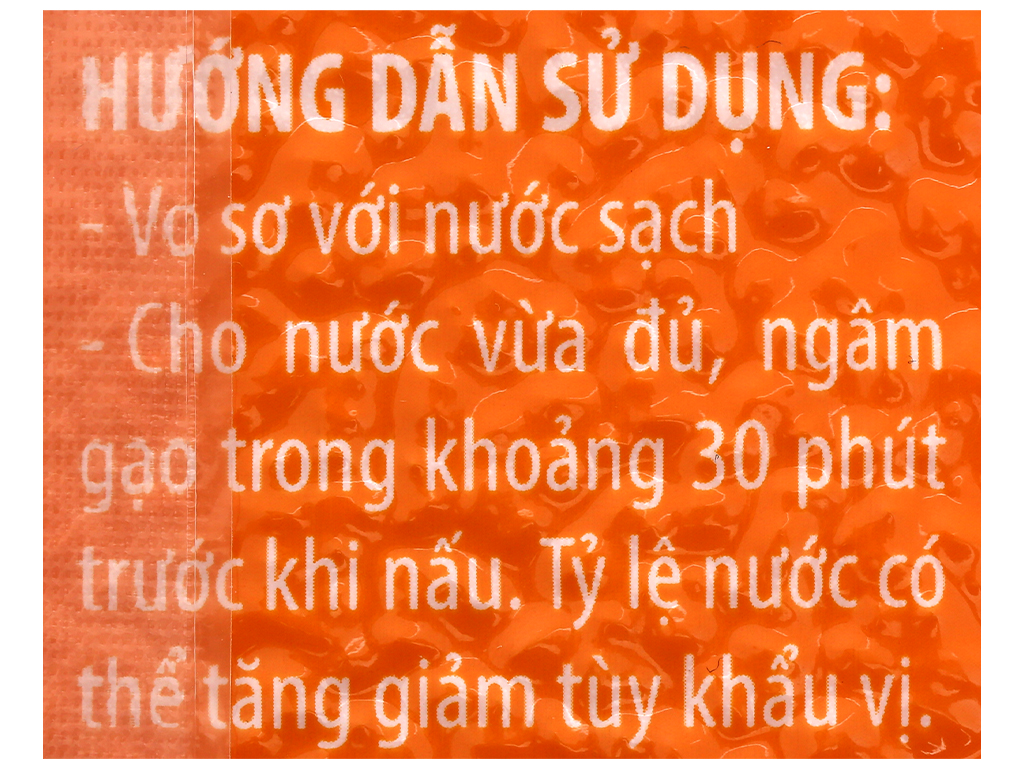 HƯỚNG DẪN SỬ DỤNG:
- Vo sơ với nước sạch
- Cho nước vừa đủ, ngâm
gạo trong khoảng 30 phút
trước khi nấu. Tỷ lệ nước có
thể tăng giảm tùy khẩu vị.